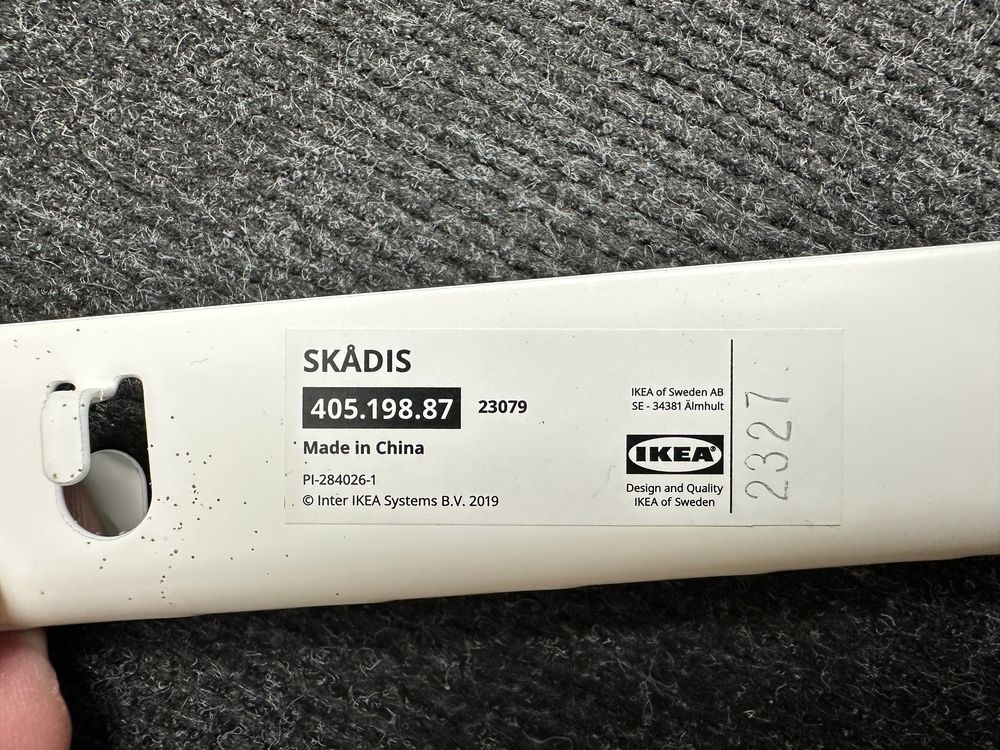 SKÅDIS
405.198.87 23079
Made in China
PI-284026-1
© Inter IKEA Systems B.V. 2019
IKEA of Sweden AB
SE - 34381 Älmhult
IKEA®
Design and Quality
IKEA of Sweden
2327